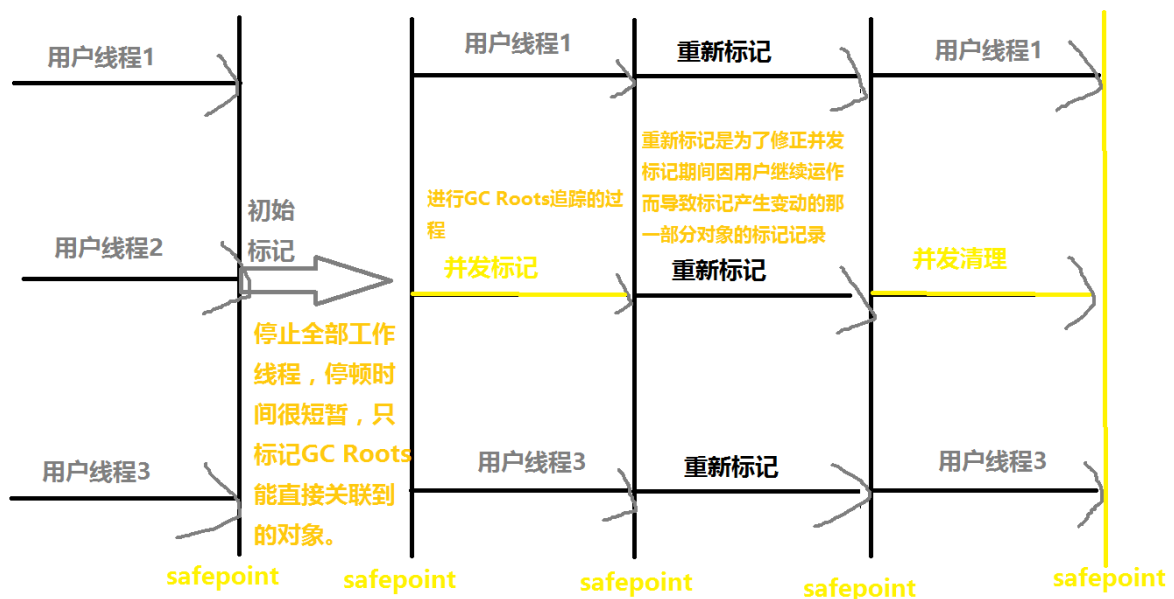 用户线程1
用户线程1
重新标记
用户线程1
重新标记是为了修正并发
标记期间因用户继续运作
而导致标记产生变动的那
一部分对象的标记记录
进行GC Roots追踪的过
程
初始
标记
用户线程2
并发标记
重新标记
并发清理
停止全部工作
线程，停顿时
间很短暂，只
标记GC Roots
能直接关联到
的对象。
用户线程3
用户线程3
重新标记
用户线程3
safepoint
safepoint
safepoint
safepoint
safepoint